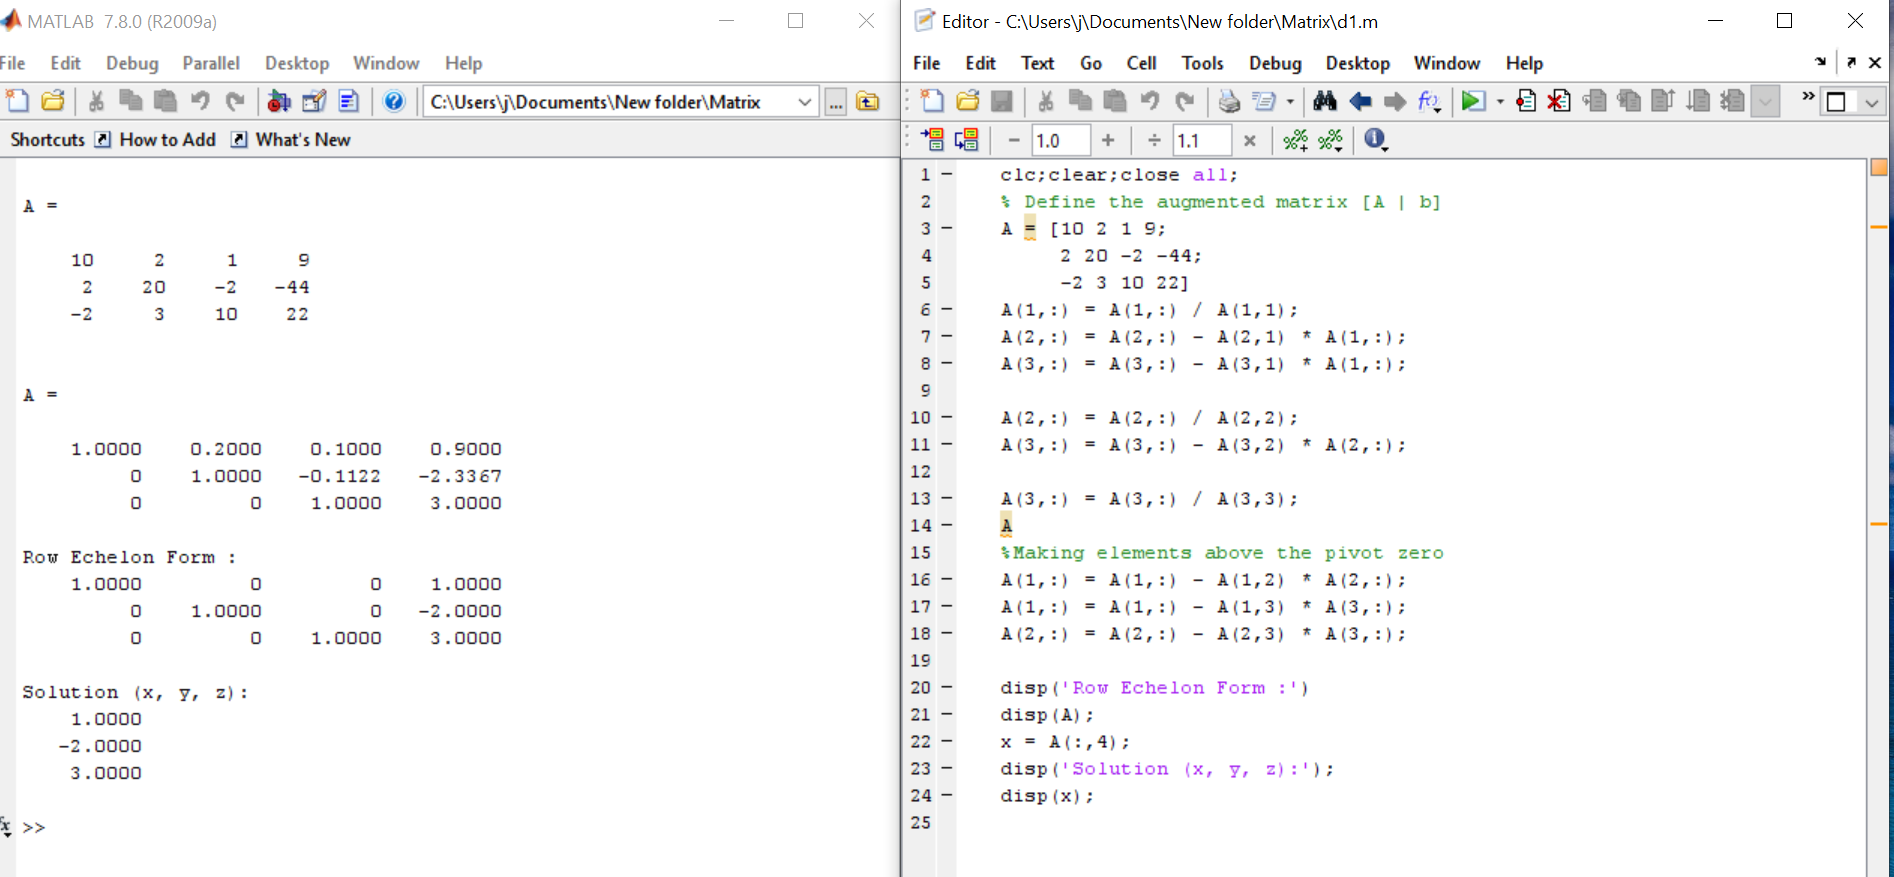 MATLAB 7.8.0 (R2009a)
File Edit Debug Parallel Desktop Window Help
C:\Users\j\Documents\New folder\Matrix
...
Shortcuts How to Add What's New
A =
10 2 1 9
2 20 -2 -44
-2 3 10 22
A =
1.0000 0.2000 0.1000 0.9000
0 1.0000 -0.1122 -2.3367
0 0 1.0000 3.0000
Row Echelon Form :
1.0000 0 0 1.0000
0 1.0000 0 -2.0000
0 0 1.0000 3.0000
Solution (x, y, z):
1.0000
-2.0000
3.0000
fx >>
Editor - C:\Users\j\Documents\New folder\Matrix\d1.m
File Edit Text Go Cell Tools Debug Desktop Window Help
− 1.0 + ÷ 1.1 ×
1 − clc;clear;close all;
2 % Define the augmented matrix [A | b]
3 − A = [10 2 1 9;
4 2 20 -2 -44;
5 -2 3 10 22]
6 − A(1,:) = A(1,:) / A(1,1);
7 − A(2,:) = A(2,:) - A(2,1) * A(1,:);
8 − A(3,:) = A(3,:) - A(3,1) * A(1,:);
9
10 − A(2,:) = A(2,:) / A(2,2);
11 − A(3,:) = A(3,:) - A(3,2) * A(2,:);
12
13 − A(3,:) = A(3,:) / A(3,3);
14 − A
15 %Making elements above the pivot zero
16 − A(1,:) = A(1,:) - A(1,2) * A(2,:);
17 − A(1,:) = A(1,:) - A(1,3) * A(3,:);
18 − A(2,:) = A(2,:) - A(2,3) * A(3,:);
19
20 − disp('Row Echelon Form :')
21 − disp(A);
22 − x = A(:,4);
23 − disp('Solution (x, y, z):');
24 − disp(x);
25